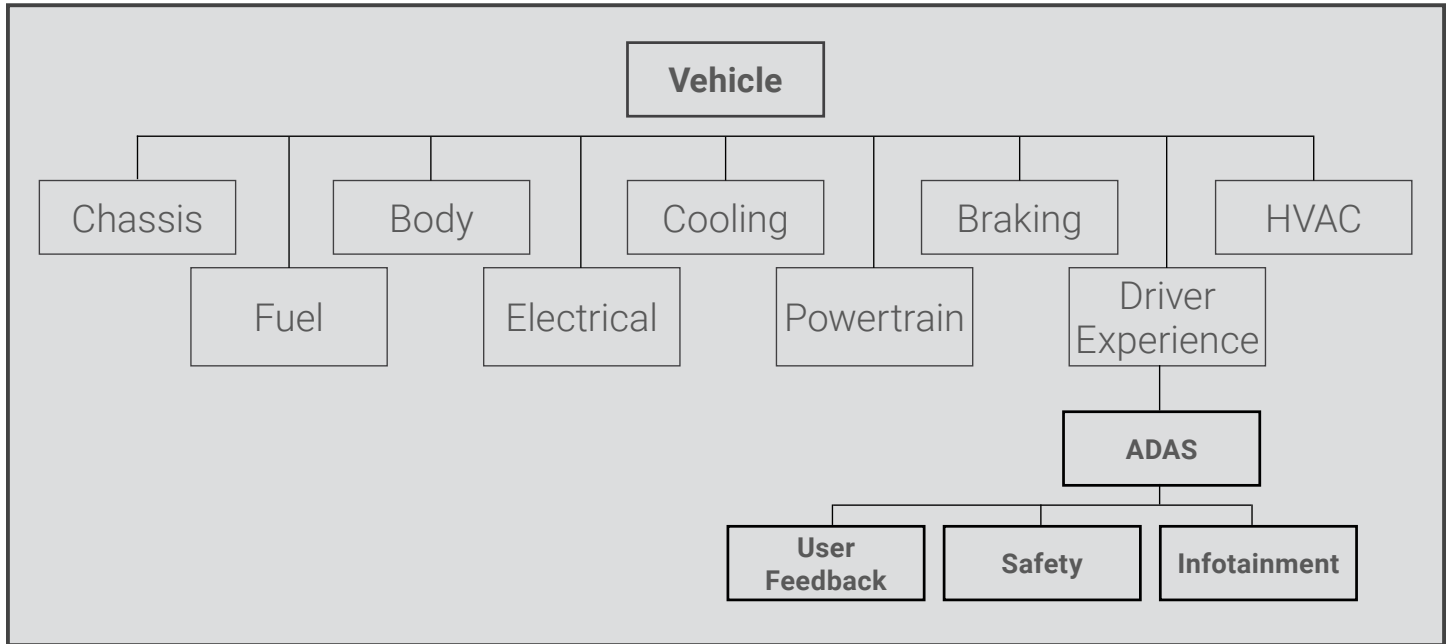 Vehicle
Chassis
Body
Cooling
Braking
HVAC
Fuel
Electrical
Powertrain
Driver
Experience
ADAS
User
Feedback
Safety
Infotainment